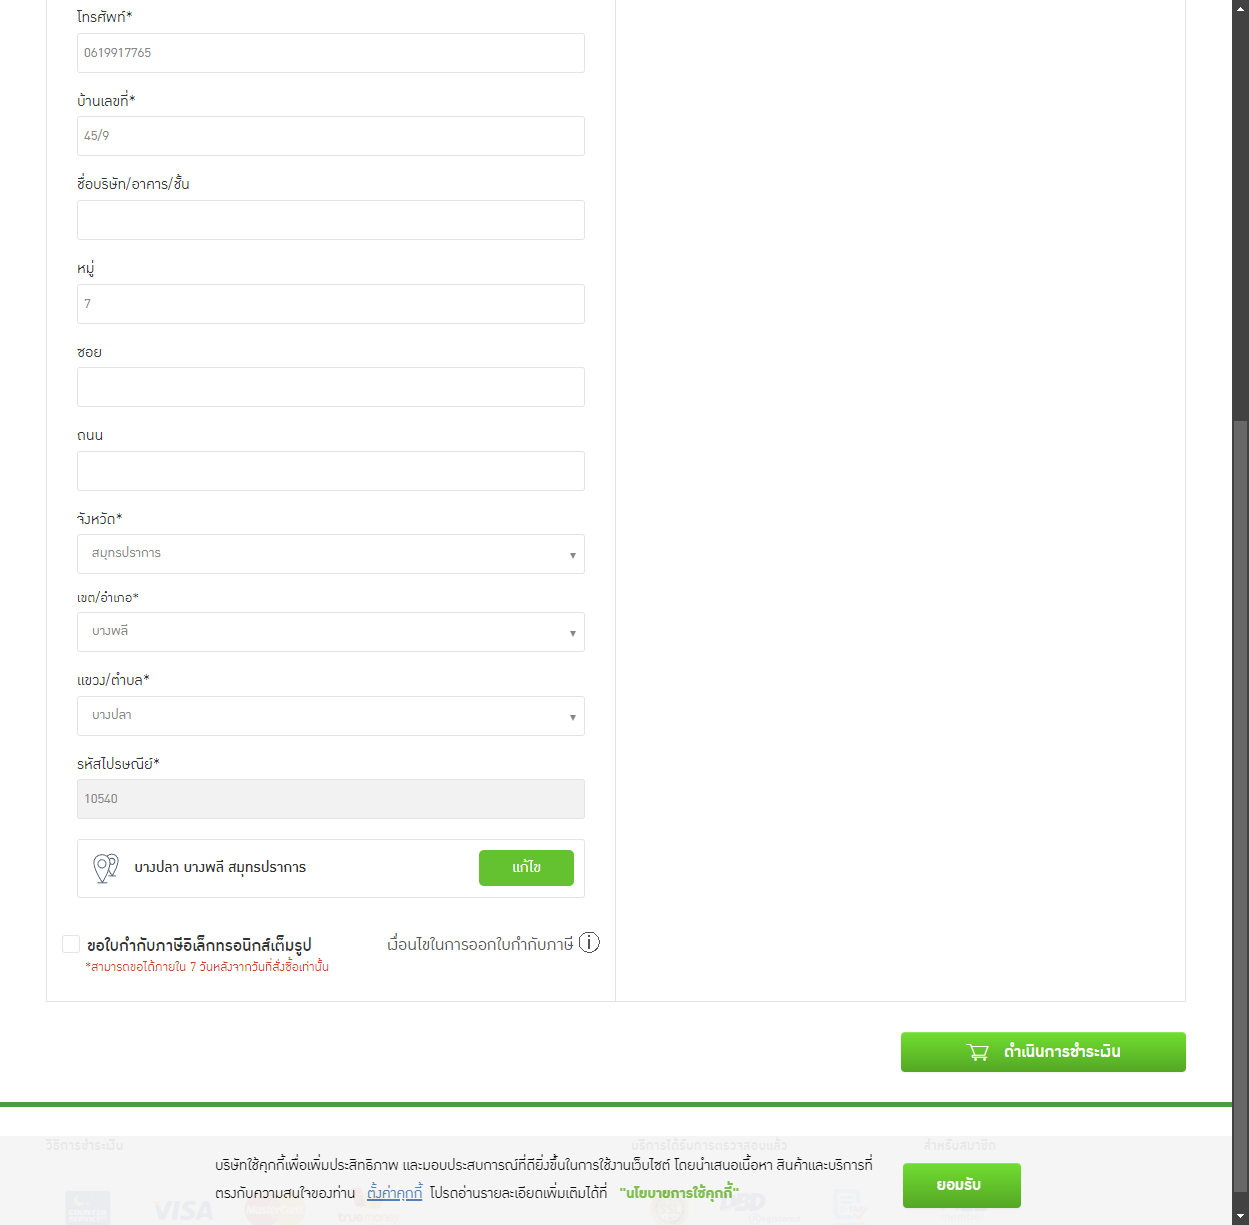 โทรศัพท์*
0619917765
บ้านเลขที่*
45/9
ชื่อบริษัท/อาคาร/ชั้น
หมู่
7
ซอย
ถนน
จังหวัด*
สมุทรปราการ
เขต/อำเภอ*
บางพลี
แขวง/ตำบล*
บางปลา
รหัสไปรษณีย์*
10540
บางปลา บางพลี สมุทรปราการ
แก้ไข
ขอใบกำกับภาษีอิเล็กทรอนิกส์เต็มรูป
เงื่อนไขในการออกใบกำกับภาษี
*สามารถขอได้ภายใน 7 วันหลังจากวันที่สั่งซื้อเท่านั้น
ดำเนินการชำระเงิน
วิธีการชำระเงิน
บริการได้รับการตรวจสอบแล้ว
สำหรับสมาชิก
บริษัทใช้คุกกี้เพื่อเพิ่มประสิทธิภาพ และมอบประสบการณ์ที่ดียิ่งขึ้นในการใช้งานเว็บไซต์ โดยนำเสนอเนื้อหา สินค้าและบริการที่
ตรงกับความสนใจของท่าน ตั้งค่าคุกกี้ โปรดอ่านรายละเอียดเพิ่มเติมได้ที่ "นโยบายการใช้คุกกี้"
ยอมรับ
COUNTER SERVICE
VISA
truemoney
DBD